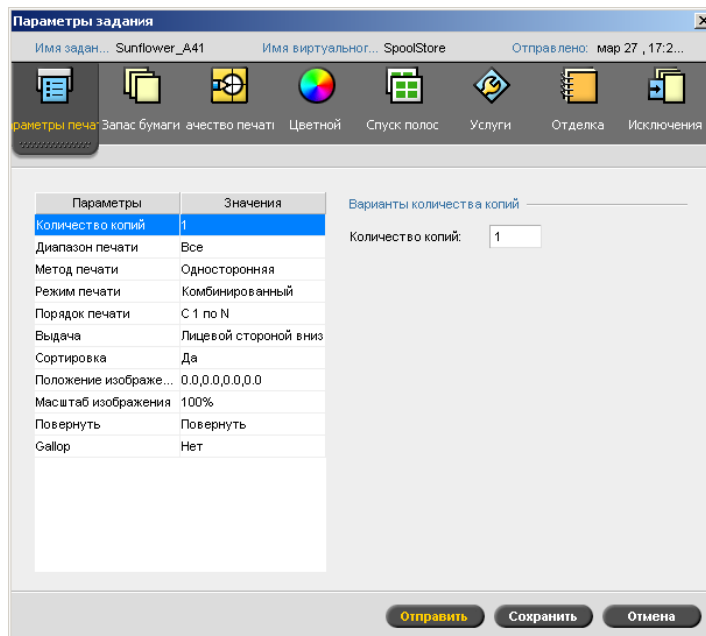 Параметры задания
Имя задан... Sunflower_A41 Имя виртуальног... SpoolStore Отправлено: мар 27 , 17:2...
раметры печат Запас бумаги ачество печати Цветной Спуск полос Услуги Отделка Исключения
Параметры Значения
Количество копий 1
Диапазон печати Все
Метод печати Односторонняя
Режим печати Комбинированный
Порядок печати С 1 по N
Выдача Лицевой стороной вниз
Сортировка Да
Положение изображе... 0.0,0.0,0.0,0.0
Масштаб изображения 100%
Повернуть Повернуть
Gallop Нет
Варианты количества копий
Количество копий: 1
Отправить Сохранить Отмена